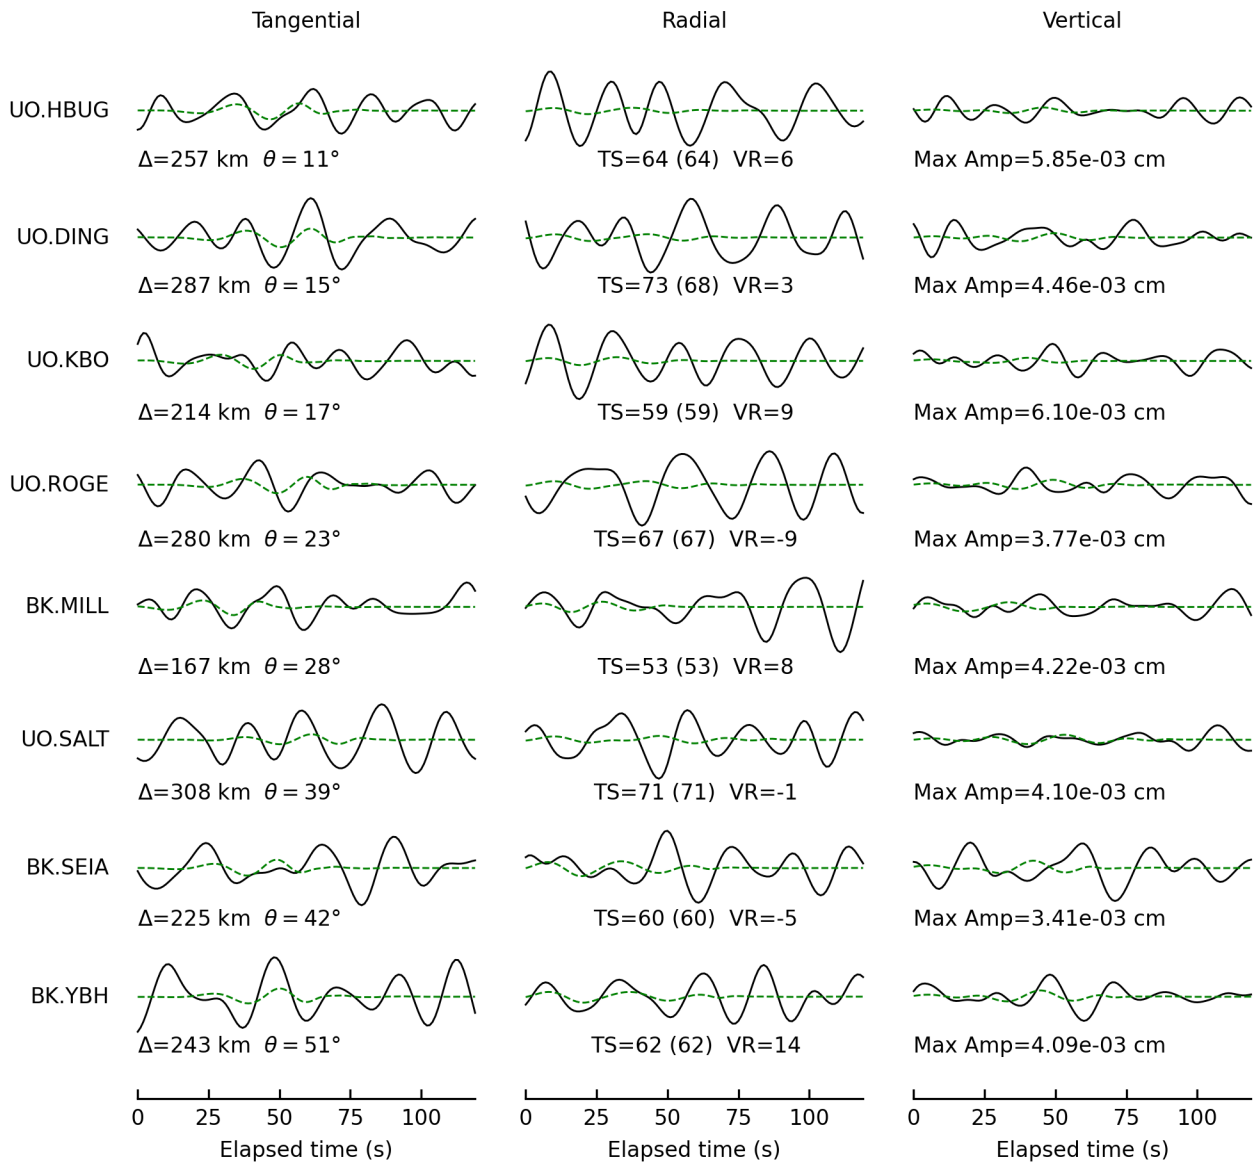 Tangential Radial Vertical
UO.HBUG
Δ=257 km θ = 11° TS=64 (64) VR=6 Max Amp=5.85e-03 cm
UO.DING
Δ=287 km θ = 15° TS=73 (68) VR=3 Max Amp=4.46e-03 cm
UO.KBO
Δ=214 km θ = 17° TS=59 (59) VR=9 Max Amp=6.10e-03 cm
UO.ROGE
Δ=280 km θ = 23° TS=67 (67) VR=-9 Max Amp=3.77e-03 cm
BK.MILL
Δ=167 km θ = 28° TS=53 (53) VR=8 Max Amp=4.22e-03 cm
UO.SALT
Δ=308 km θ = 39° TS=71 (71) VR=-1 Max Amp=4.10e-03 cm
BK.SEIA
Δ=225 km θ = 42° TS=60 (60) VR=-5 Max Amp=3.41e-03 cm
BK.YBH
Δ=243 km θ = 51° TS=62 (62) VR=14 Max Amp=4.09e-03 cm
0 25 50 75 100 0 25 50 75 100 0 25 50 75 100
Elapsed time (s) Elapsed time (s) Elapsed time (s)